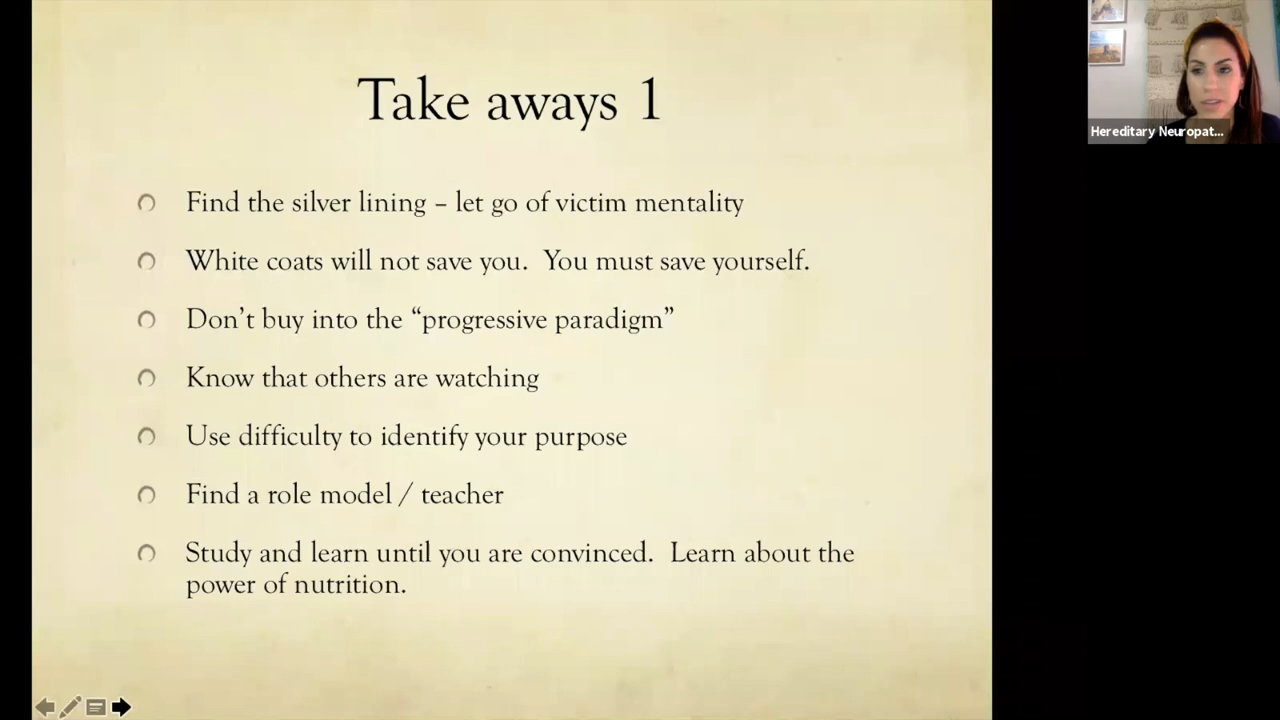 Take aways 1
Find the silver lining – let go of victim mentality
White coats will not save you.  You must save yourself.
Don’t buy into the “progressive paradigm”
Know that others are watching
Use difficulty to identify your purpose
Find a role model / teacher
Study and learn until you are convinced.  Learn about the
power of nutrition.
Hereditary Neuropat...